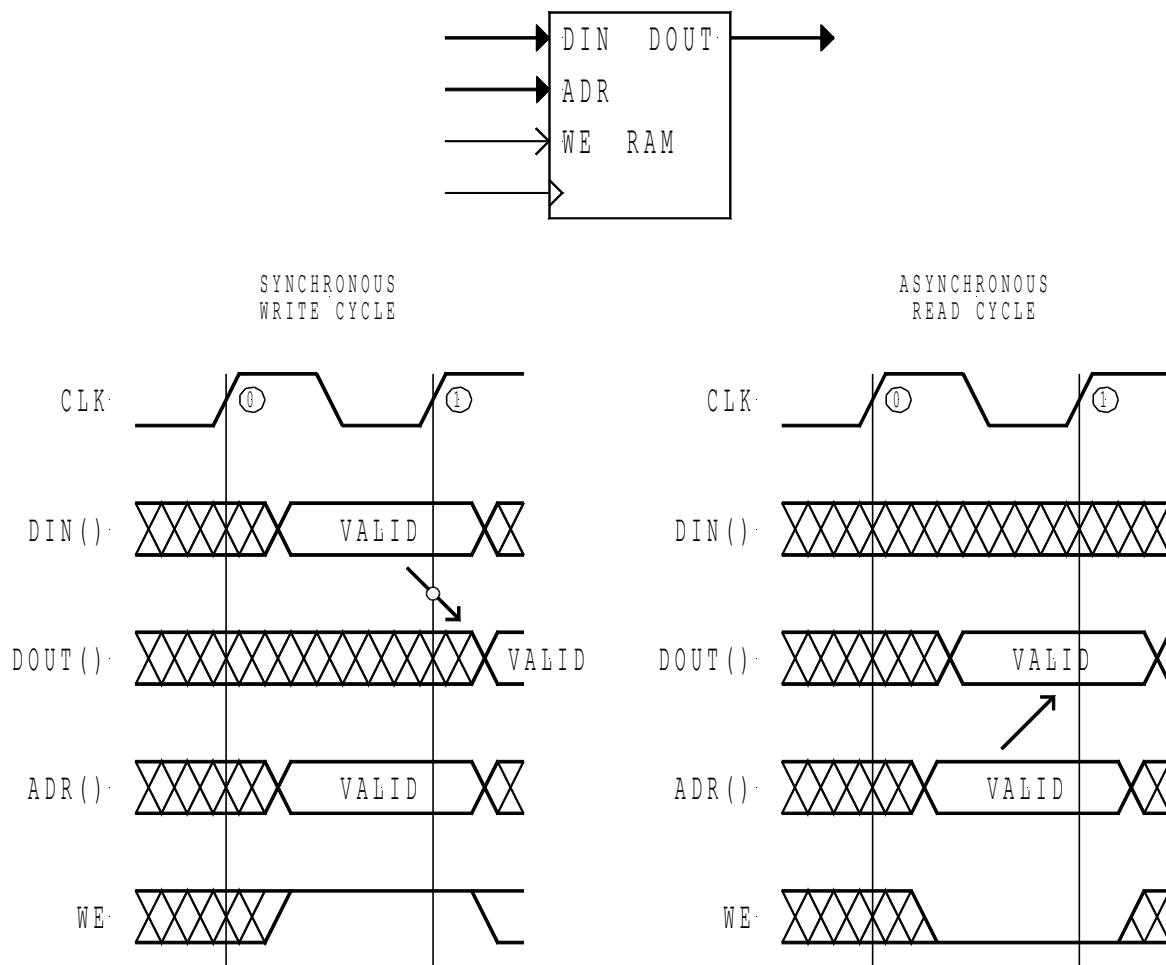 DIN DOUT
ADR
WE RAM
SYNCHRONOUS
WRITE CYCLE
CLK 0 1
DIN() VALID
DOUT() VALID
ADR() VALID
WE
ASYNCHRONOUS
READ CYCLE
CLK 0 1
DIN()
DOUT() VALID
ADR() VALID
WE